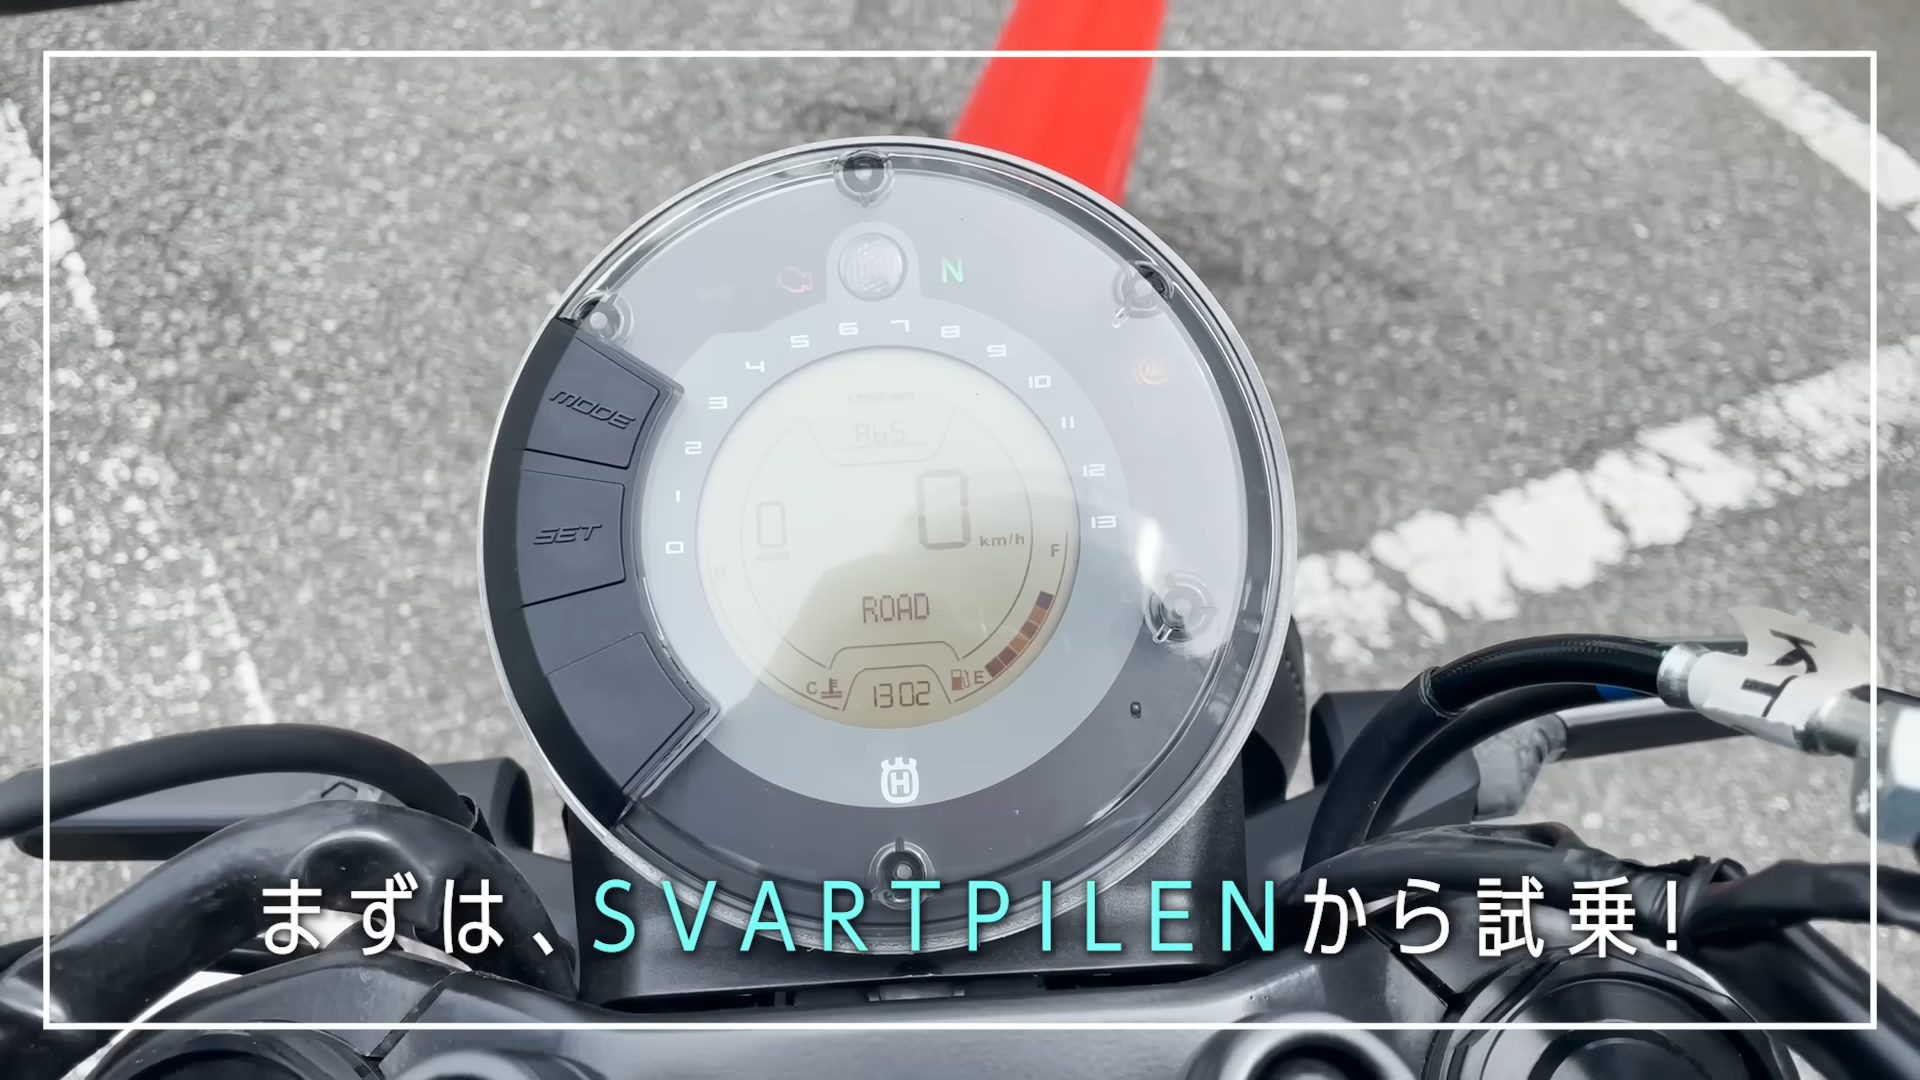 N
0 1 2 3 4 5 6 7 8 9 10 11 12 13
MODE
SET
AbS
0
0 km/h
F
ROAD
C
E
1302
H
KT
まずは、SVARTPILENから試乗!